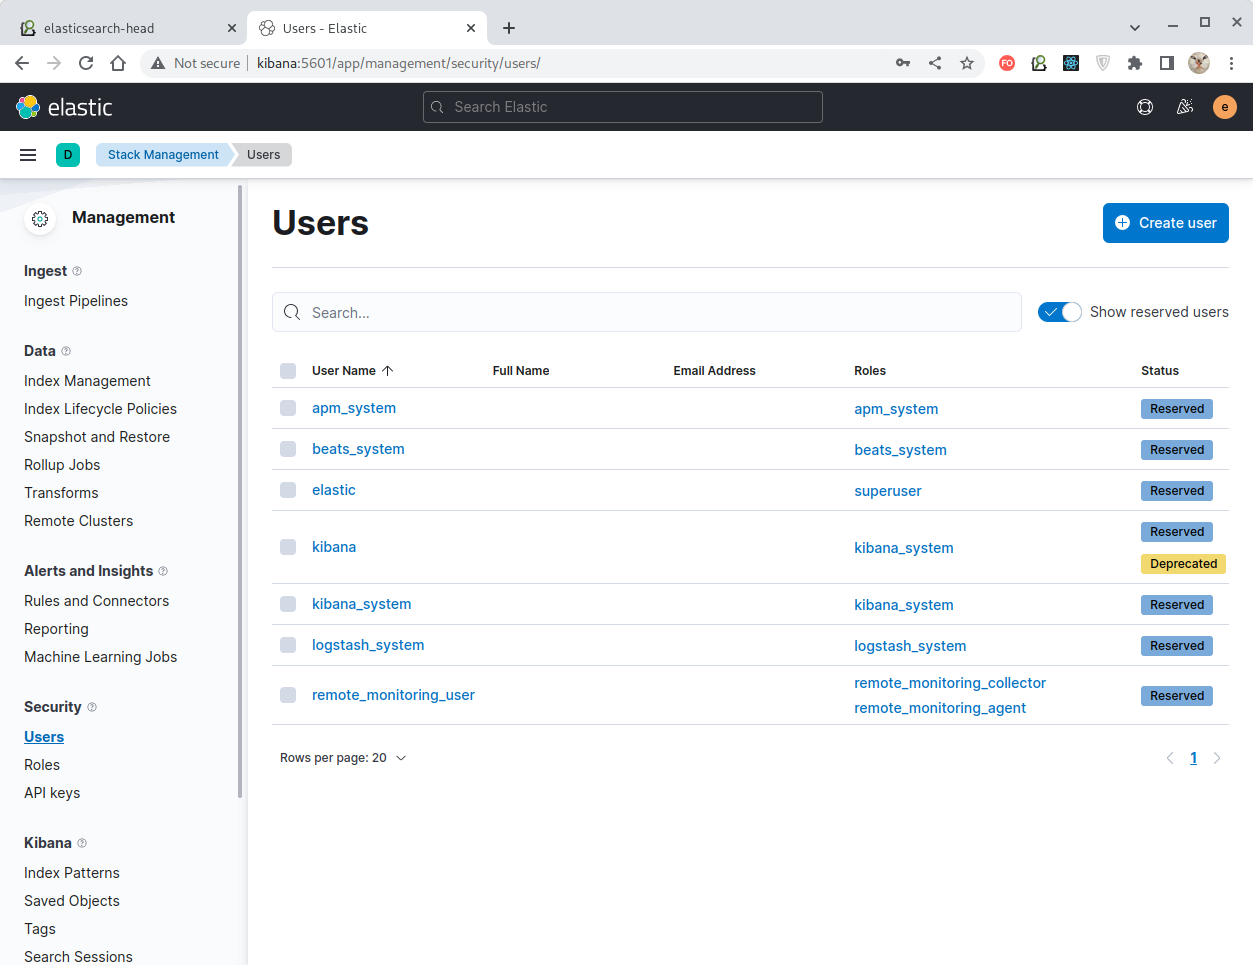 elasticsearch-head
Users - Elastic
Not secure
kibana:5601/app/management/security/users/
FO
elastic
Search Elastic
e
D
Stack Management
Users
Management
Ingest
Ingest Pipelines
Data
Index Management
Index Lifecycle Policies
Snapshot and Restore
Rollup Jobs
Transforms
Remote Clusters
Alerts and Insights
Rules and Connectors
Reporting
Machine Learning Jobs
Security
Users
Roles
API keys
Kibana
Index Patterns
Saved Objects
Tags
Search Sessions
Users
Create user
Search...
Show reserved users
User Name Full Name Email Address Roles Status
apm_system apm_system Reserved
beats_system beats_system Reserved
elastic superuser Reserved
kibana kibana_system Reserved
Deprecated
kibana_system kibana_system Reserved
logstash_system logstash_system Reserved
remote_monitoring_user remote_monitoring_collector Reserved
remote_monitoring_agent
Rows per page: 20
1